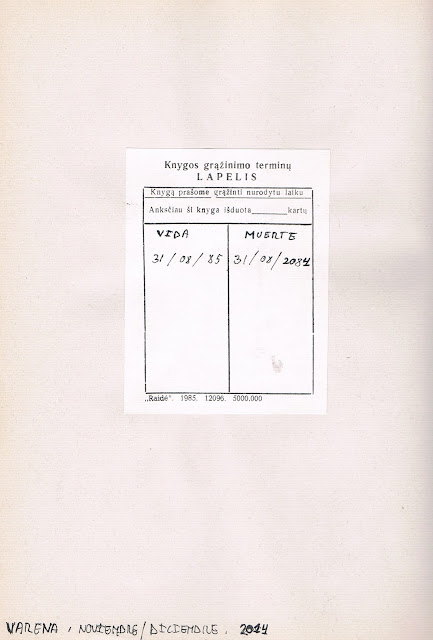 Knygos grąžinimo terminų
LAPELIS
Knygą prašome grąžinti nurodytu laiku
Anksčiau ši knyga išduota______kartų
VIDA MUERTE
31/08/85 31/08/2084
„Raidė“. 1985. 12096. 5000.000
VARENA, NOVIEMBRE/DICIEMBRE. 2014